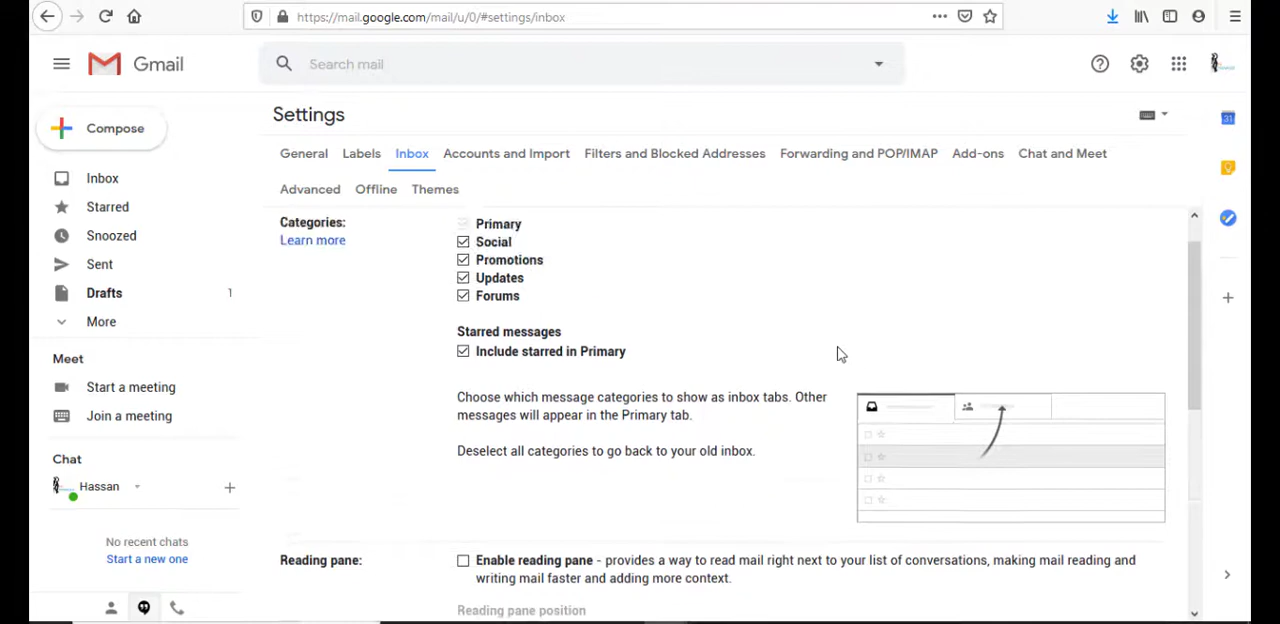 https://mail.google.com/mail/u/0/#settings/inbox
Gmail
Search mail
Compose
Inbox
Starred
Snoozed
Sent
Drafts 1
More
Meet
Start a meeting
Join a meeting
Chat
Hassan
No recent chats
Start a new one
Settings
General Labels Inbox Accounts and Import Filters and Blocked Addresses Forwarding and POP/IMAP Add-ons Chat and Meet
Advanced Offline Themes
Categories:
Learn more
Primary
Social
Promotions
Updates
Forums
Starred messages
Include starred in Primary
Choose which message categories to show as inbox tabs. Other
messages will appear in the Primary tab.
Deselect all categories to go back to your old inbox.
Reading pane:
Enable reading pane - provides a way to read mail right next to your list of conversations, making mail reading and
writing mail faster and adding more context.
Reading pane position
31